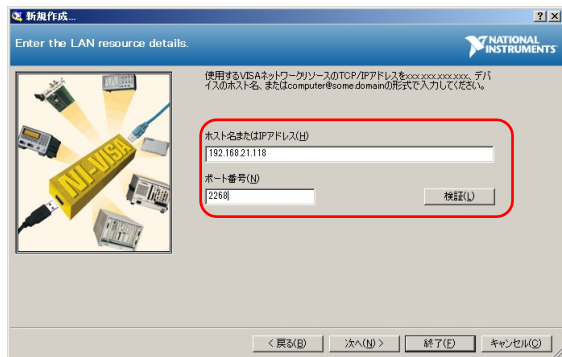 新規作成...
Enter the LAN resource details.
NATIONAL
INSTRUMENTS
使用するVISAネットワークリソースのTCP/IPアドレスをxxx.xxx.xxx.xxx、デバ
イスのホスト名、またはcomputer@some.domainの形式で入力してください。
NI-VISA
ホスト名またはIPアドレス(H)
192.168.21.118
ポート番号(N)
2268
検証(L)
< 戻る(B)
次へ(N) >
終了(F)
キャンセル(C)